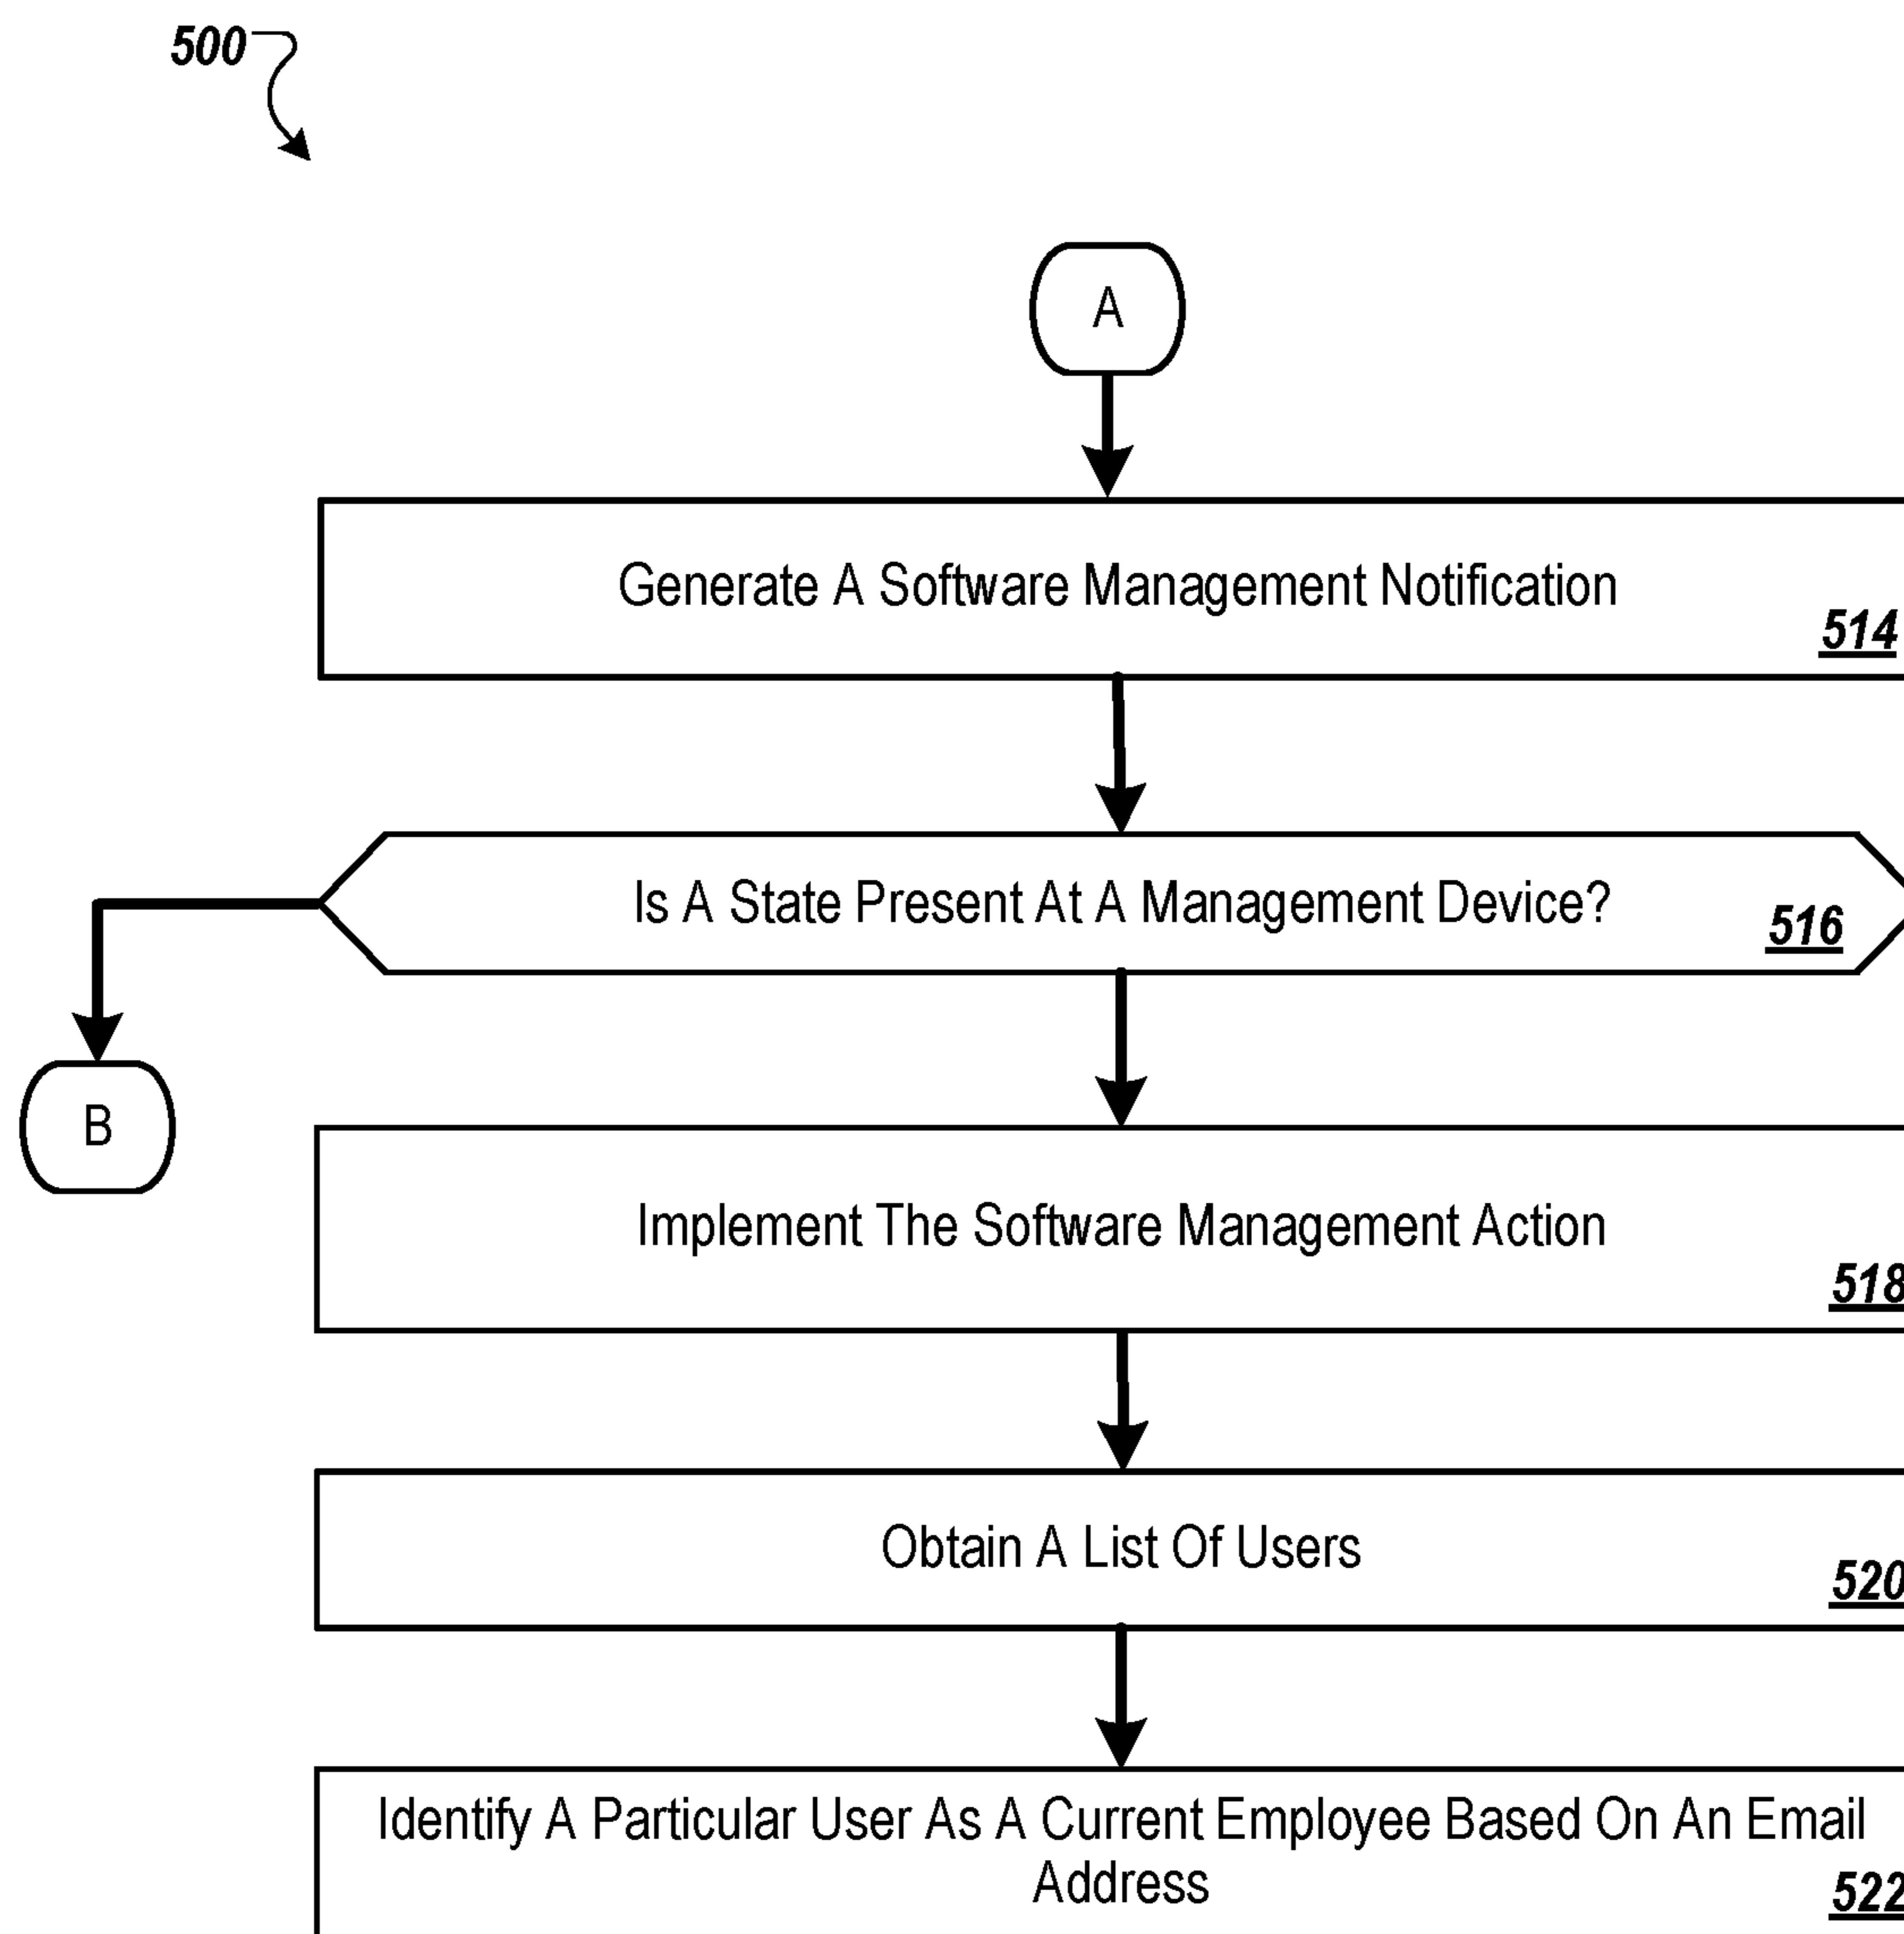 500
A
Generate A Software Management Notification
514
Is A State Present At A Management Device?
516
B
Implement The Software Management Action
518
Obtain A List Of Users
520
Identify A Particular User As A Current Employee Based On An Email
Address
522